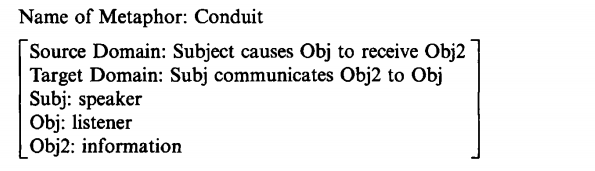 Name of Metaphor: Conduit
Source Domain: Subject causes Obj to receive Obj2
Target Domain: Subj communicates Obj2 to Obj
Subj: speaker
Obj: listener
Obj2: information